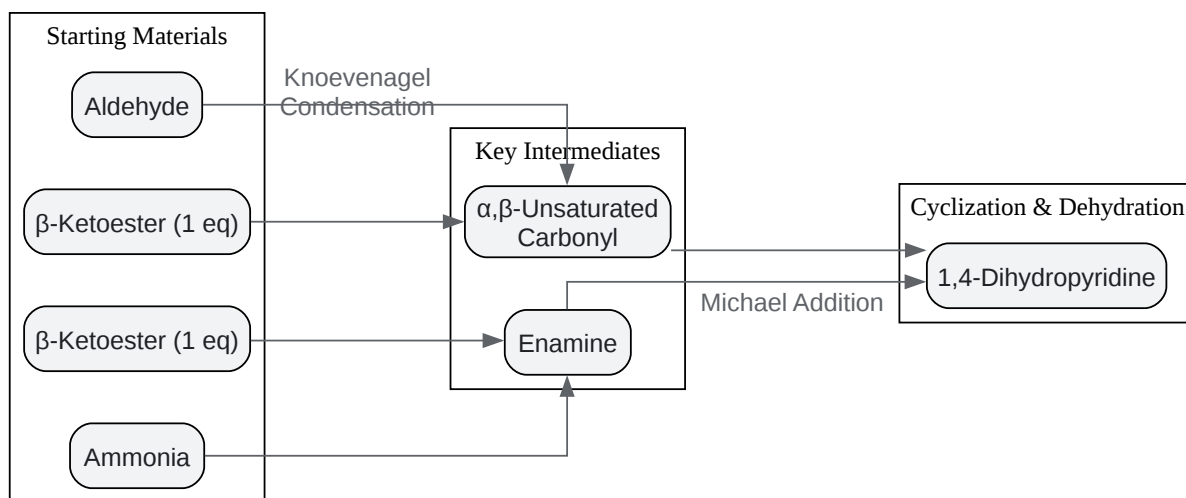 Starting Materials
Aldehyde
β-Ketoester (1 eq)
β-Ketoester (1 eq)
Ammonia
Knoevenagel
Condensation
Key Intermediates
α,β-Unsaturated
Carbonyl
Enamine
Michael Addition
Cyclization & Dehydration
1,4-Dihydropyridine